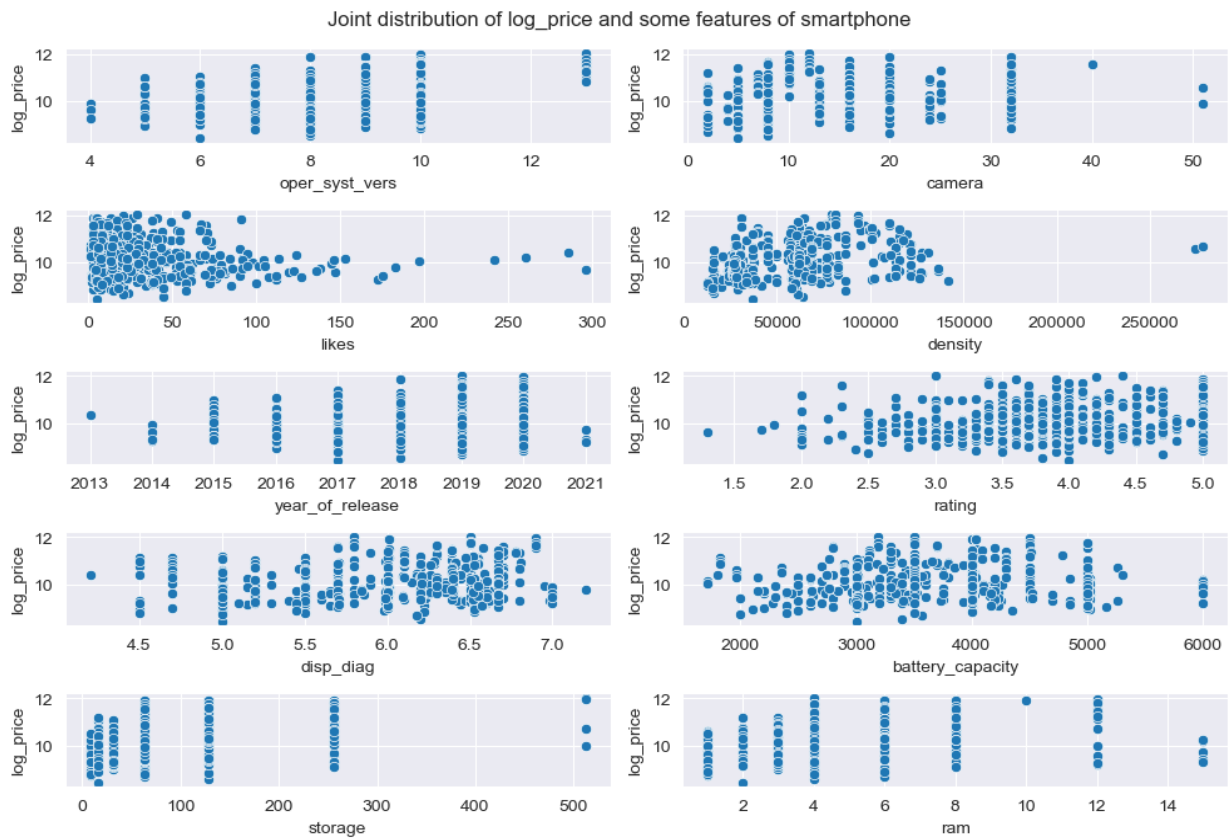 Joint distribution of log_price and some features of smartphone
log_price
12
10
4 6 8 10 12
oper_syst_vers
log_price
12
10
0 10 20 30 40 50
camera
log_price
12
10
0 50 100 150 200 250 300
likes
log_price
12
10
0 50000 100000 150000 200000 250000
density
log_price
12
10
2013 2014 2015 2016 2017 2018 2019 2020 2021
year_of_release
log_price
12
10
1.5 2.0 2.5 3.0 3.5 4.0 4.5 5.0
rating
log_price
12
10
4.5 5.0 5.5 6.0 6.5 7.0
disp_diag
log_price
12
10
2000 3000 4000 5000 6000
battery_capacity
log_price
12
10
0 100 200 300 400 500
storage
log_price
12
10
2 4 6 8 10 12 14
ram